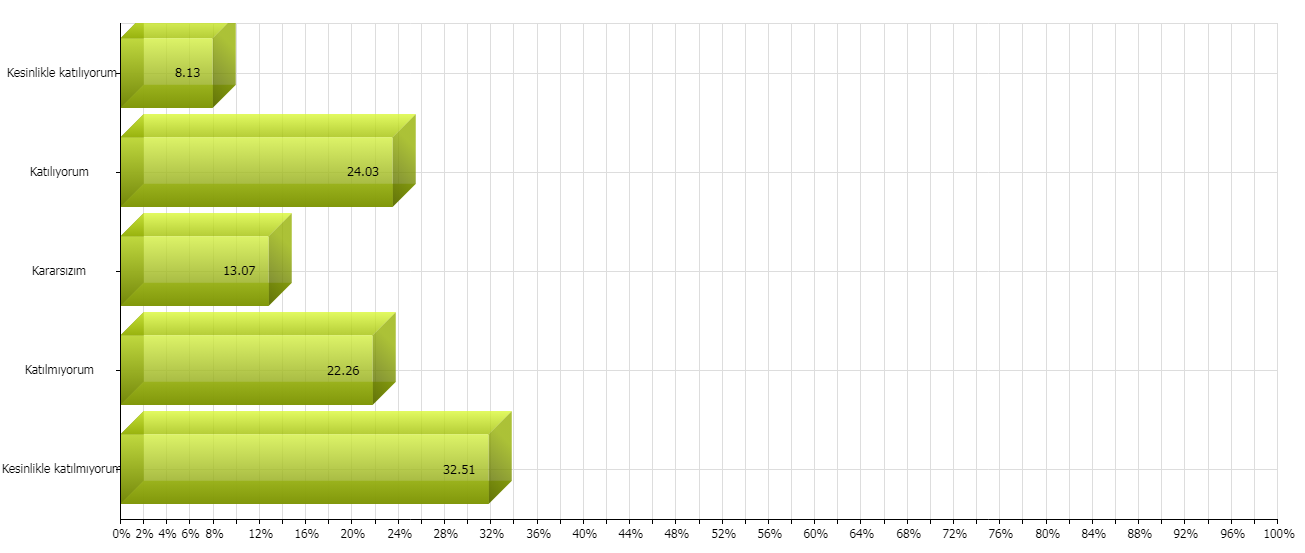 Kesinlikle katılıyorum
8.13
Katılıyorum
24.03
Kararsızım
13.07
Katılmıyorum
22.26
Kesinlikle katılmıyorum
32.51
0% 2% 4% 6% 8% 12% 16% 20% 24% 28% 32% 36% 40% 44% 48% 52% 56% 60% 64% 68% 72% 76% 80% 84% 88% 92% 96% 100%